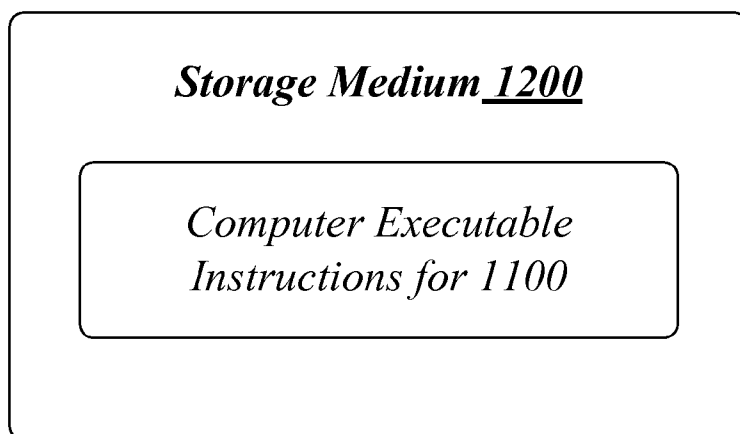 Storage Medium 1200
Computer Executable
Instructions for 1100